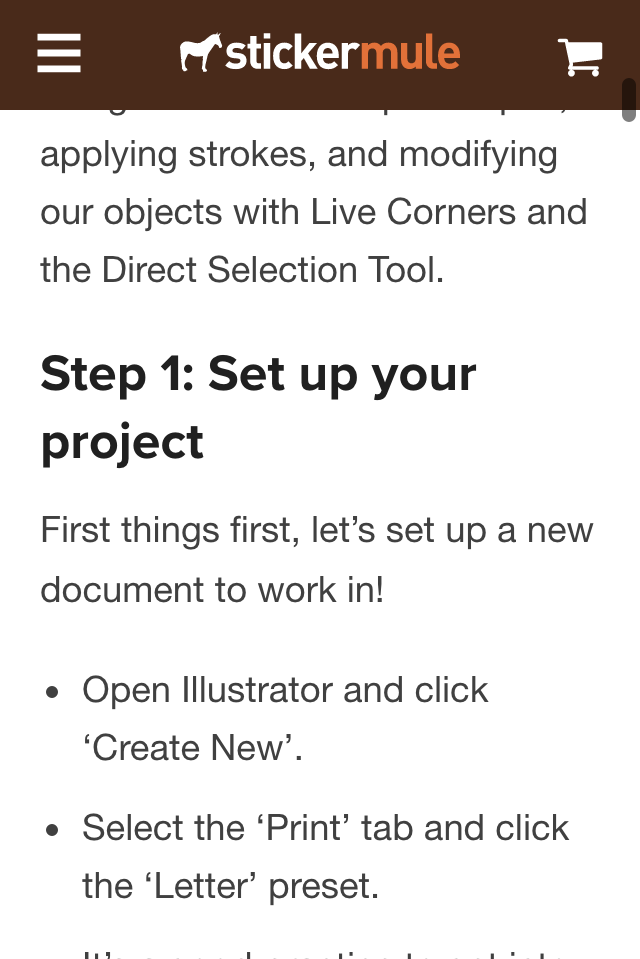 stickermule
applying strokes, and modifying
our objects with Live Corners and
the Direct Selection Tool.
Step 1: Set up your
project
First things first, let’s set up a new
document to work in!
Open Illustrator and click
‘Create New’.
Select the ‘Print’ tab and click
the ‘Letter’ preset.